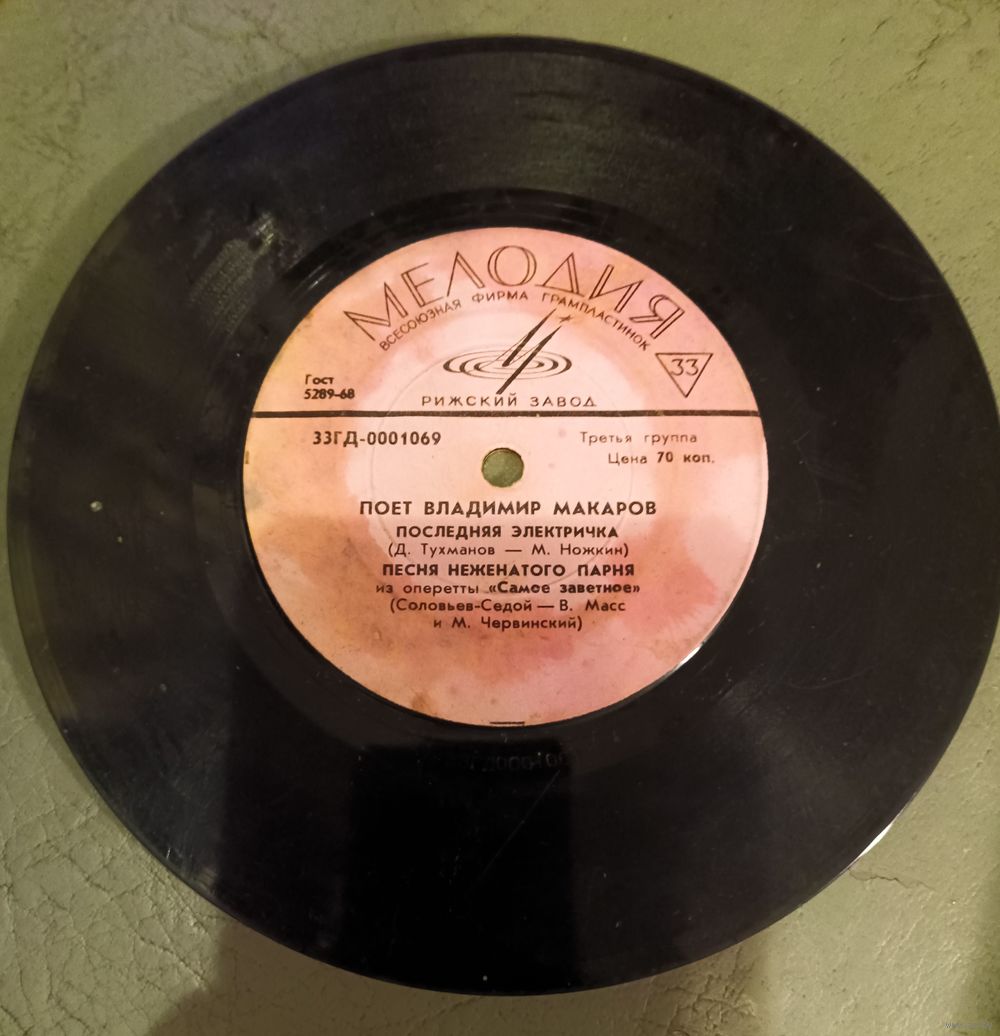 МЕЛОДИЯ
ВСЕСОЮЗНАЯ ФИРМА ГРАМПЛАСТИНОК
33
Гост
5289-68
РИЖСКИЙ ЗАВОД
33ГД-0001069
Третья группа
Цена 70 коп.
ПОЕТ ВЛАДИМИР МАКАРОВ
ПОСЛЕДНЯЯ ЭЛЕКТРИЧКА
(Д. Тухманов — М. Ножкин)
ПЕСНЯ НЕЖЕНАТОГО ПАРНЯ
из оперетты «Самое заветное»
(Соловьев-Седой — В. Масс
и М. Червинский)